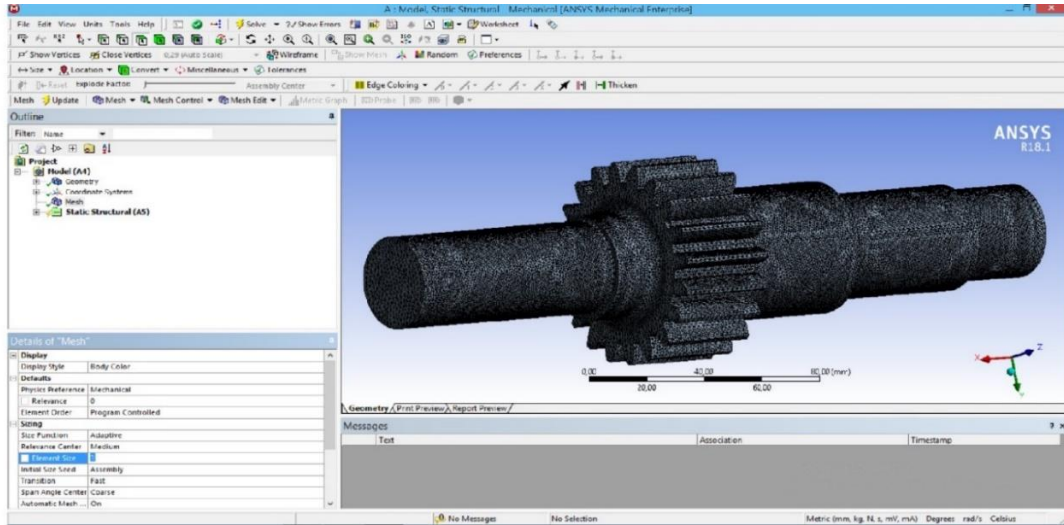 A : Model, Static Structural - Mechanical [ANSYS Mechanical Enterprise]
File Edit View Units Tools Help Solve ?/Show Errors Worksheet
Show Vertices Close Vertices 0,29 (Auto Scale) Wireframe Show Mesh Random Preferences
Size Location Convert Miscellaneous Tolerances
Reset Explode Factor: Assembly Center Edge Coloring Thicken
Mesh Update Mesh Mesh Control Mesh Edit Metric Graph Probe
Outline
Filter: Name
Project
Model (A4)
Geometry
Coordinate Systems
Mesh
Static Structural (A5)
ANSYS
R18.1
Details of "Mesh"
Display
Display Style Body Color
Defaults
Physics Preference Mechanical
Relevance 0
Element Order Program Controlled
Sizing
Size Function Adaptive
Relevance Center Medium
Element Size
Initial Size Seed Assembly
Transition Fast
Span Angle Center Coarse
Automatic Mesh ... On
0,00 40,00 80,00 (mm)
20,00 60,00
X Z
Y
Geometry Print Preview Report Preview
Messages
Text Association Timestamp
No Messages No Selection Metric (mm, kg, N, s, mV, mA) Degrees rad/s Celsius